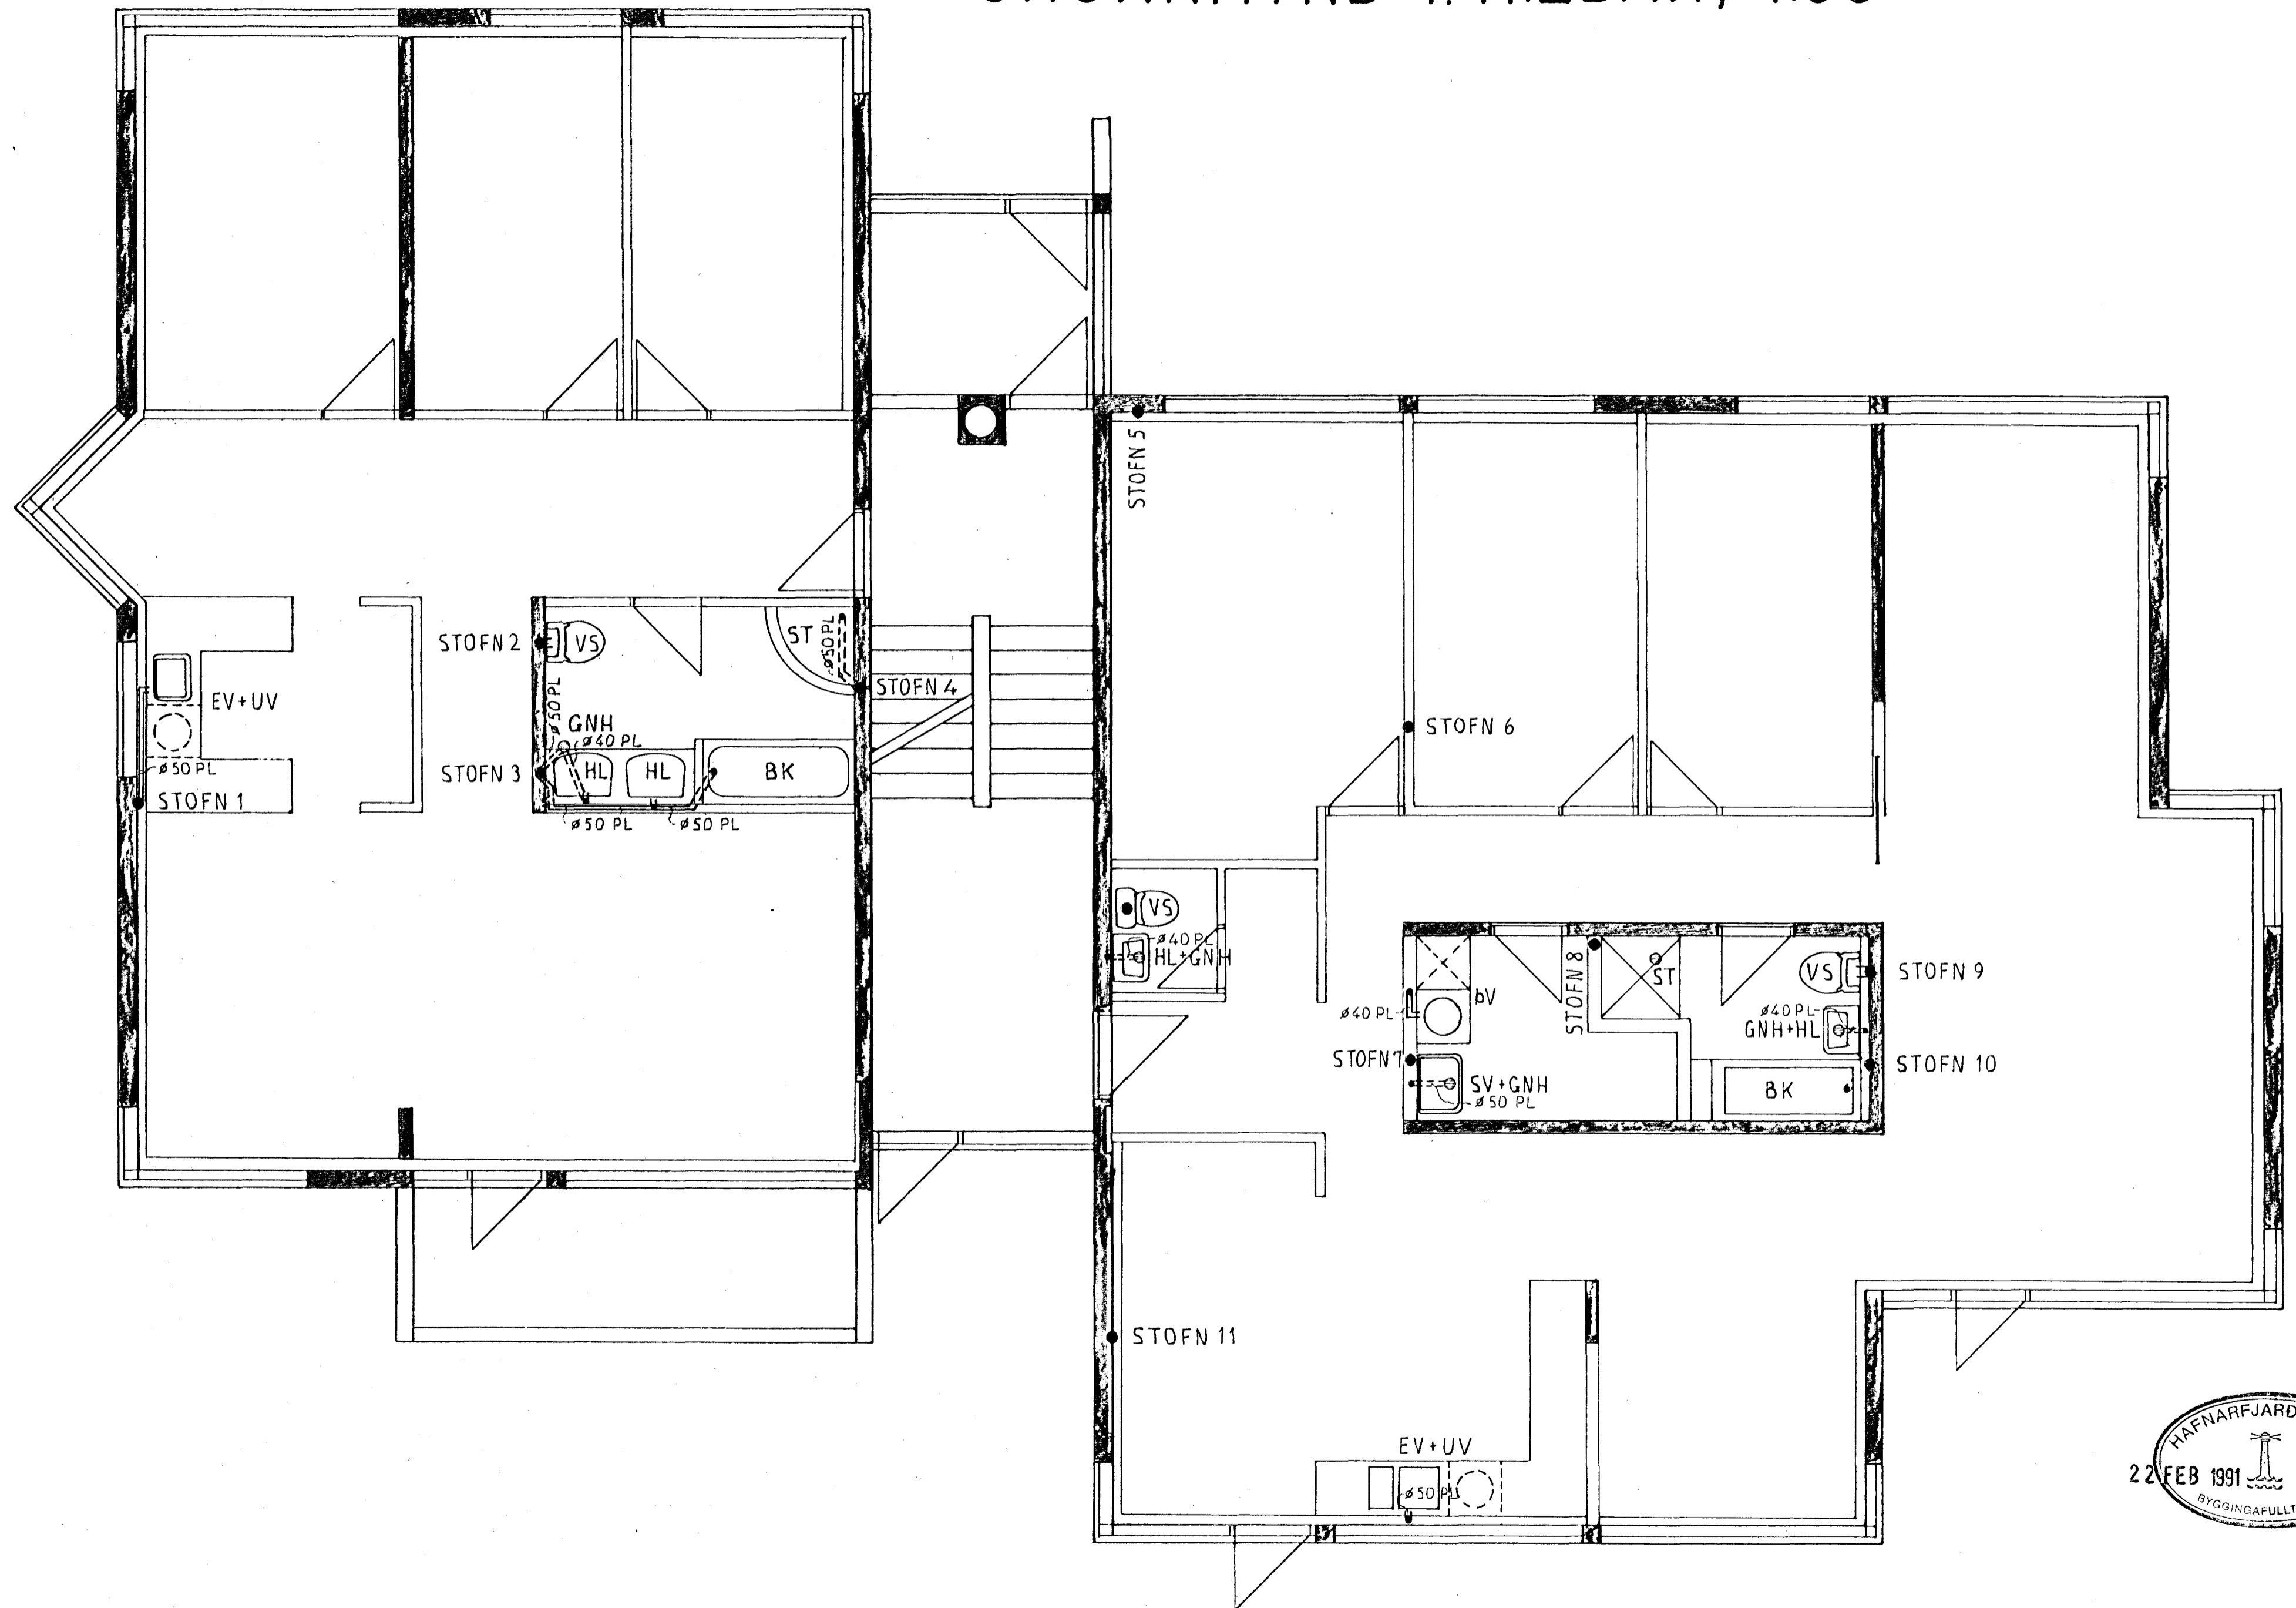 STOFN 5
STOFN 2
VS
ST
ø50 PL
STOFN 4
EV+UV
ø50 PL
GNH
ø40 PL
STOFN 6
ø50 PL
STOFN 3
HL
HL
BK
STOFN 1
ø50 PL
ø50 PL
VS
ø40 PL
HL+GNH
STOFN 8
ST
VS
STOFN 9
bV
ø40 PL
ø40 PL
GNH+HL
STOFN 7
STOFN 10
SV+GNH
ø50 PL
BK
STOFN 11
EV+UV
ø50 PL
22 FEB 1991